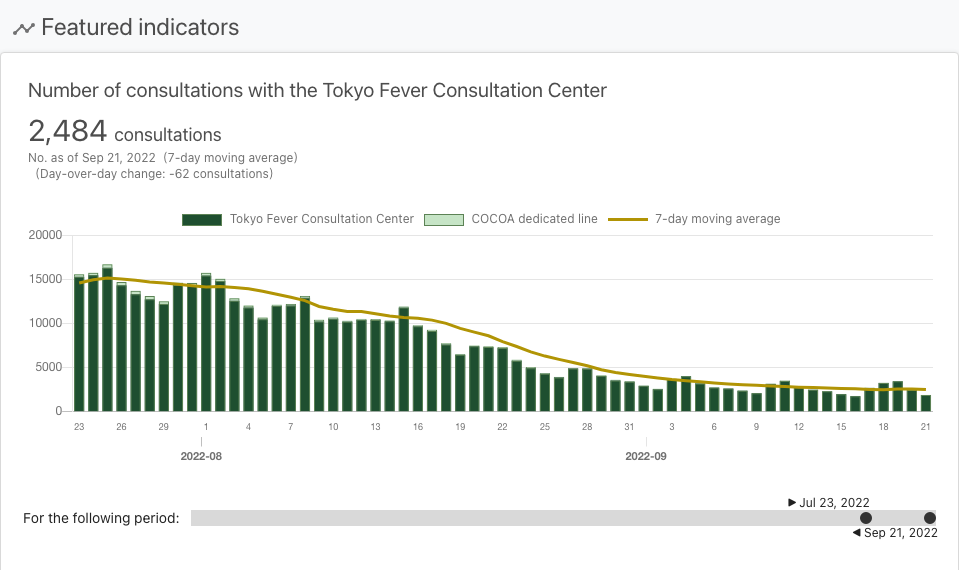 Featured indicators
Number of consultations with the Tokyo Fever Consultation Center
2,484 consultations
No. as of Sep 21, 2022 (7-day moving average)
(Day-over-day change: -62 consultations)
Tokyo Fever Consultation Center COCOA dedicated line 7-day moving average
20000
15000
10000
5000
0
23 26 29 1 4 7 10 13 16 19 22 25 28 31 3 6 9 12 15 18 21
2022-08 2022-09
Jul 23, 2022
For the following period:
Sep 21, 2022